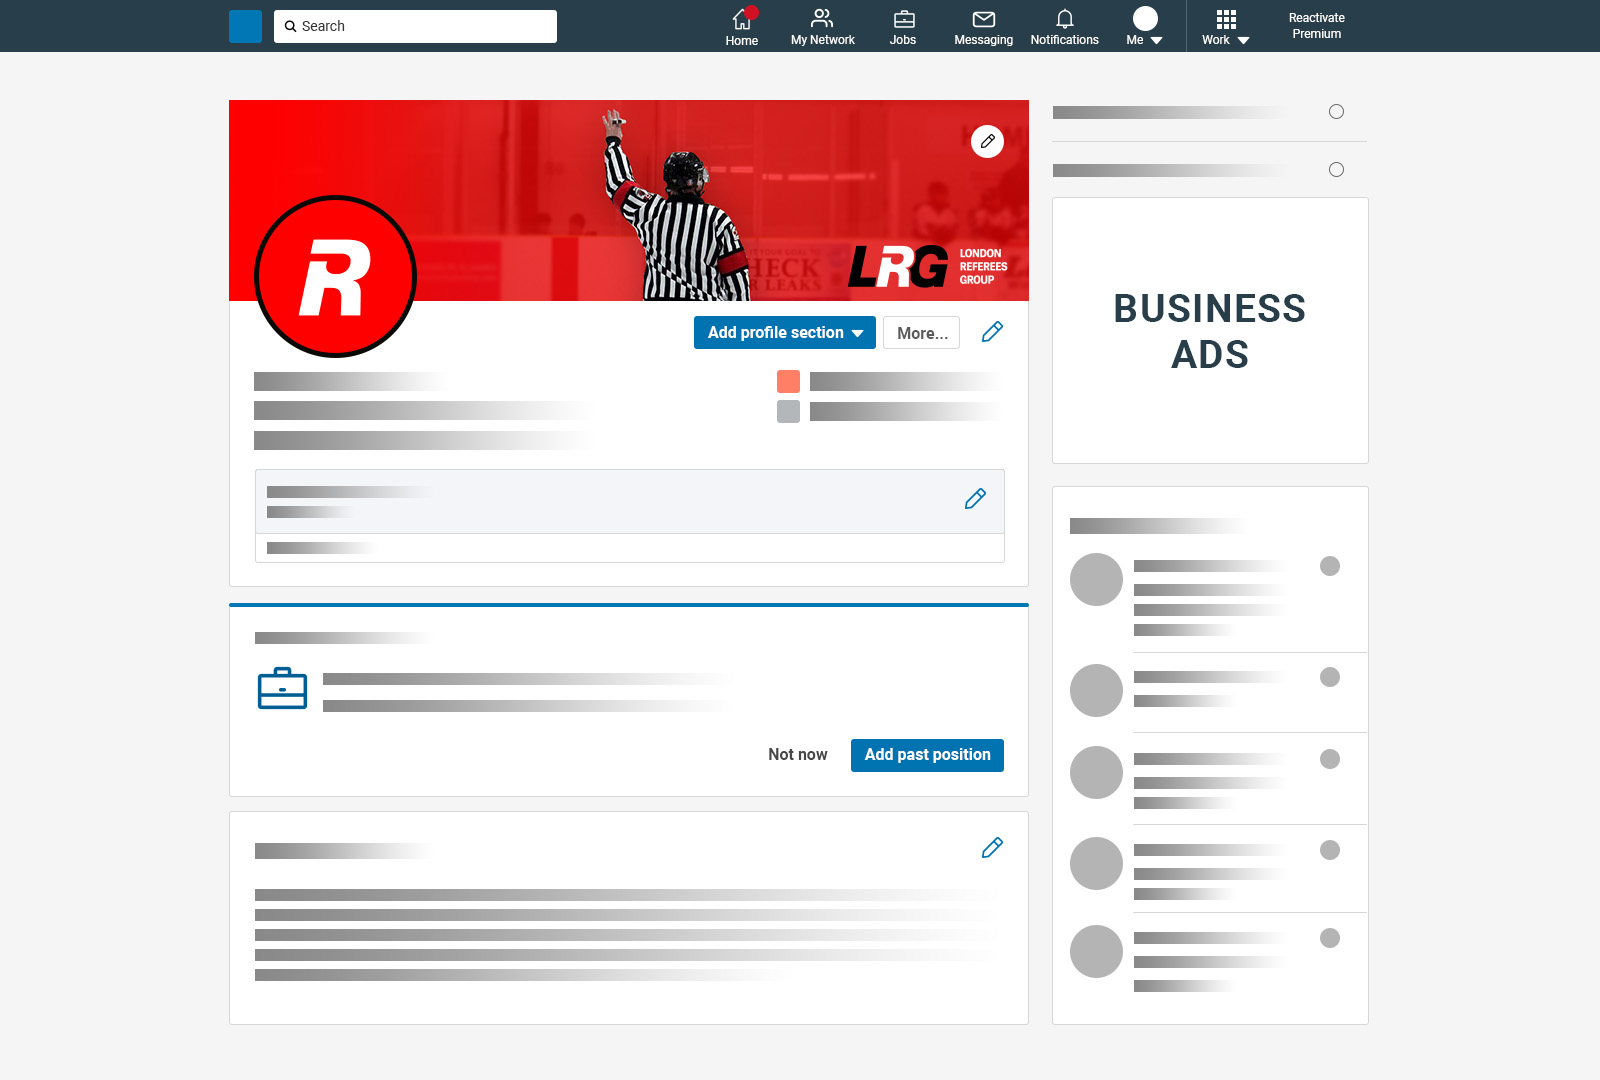 Search
Home
My Network
Jobs
Messaging
Notifications
Me
Work
Reactivate
Premium
R
LRG
LONDON
REFEREES
GROUP
Add profile section
More...
BUSINESS
ADS
Not now
Add past position